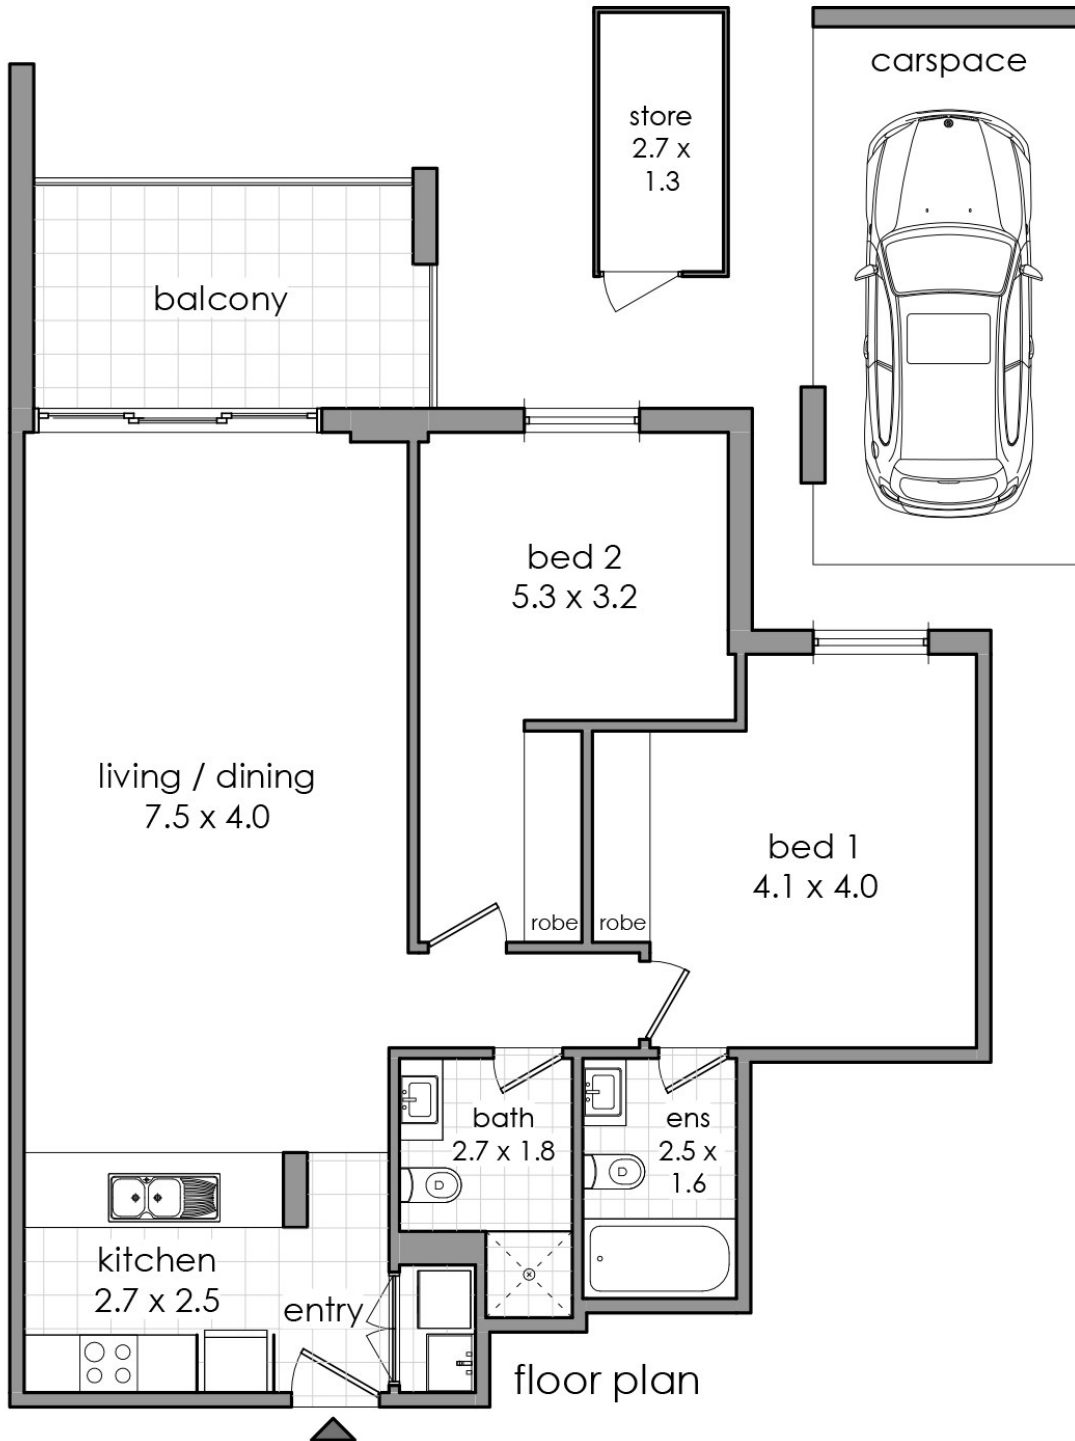 carspace
store
2.7 x
1.3
balcony
bed 2
5.3 x 3.2
living / dining
7.5 x 4.0
bed 1
4.1 x 4.0
robe
robe
bath
2.7 x 1.8
ens
2.5 x
1.6
kitchen
2.7 x 2.5
entry
floor plan